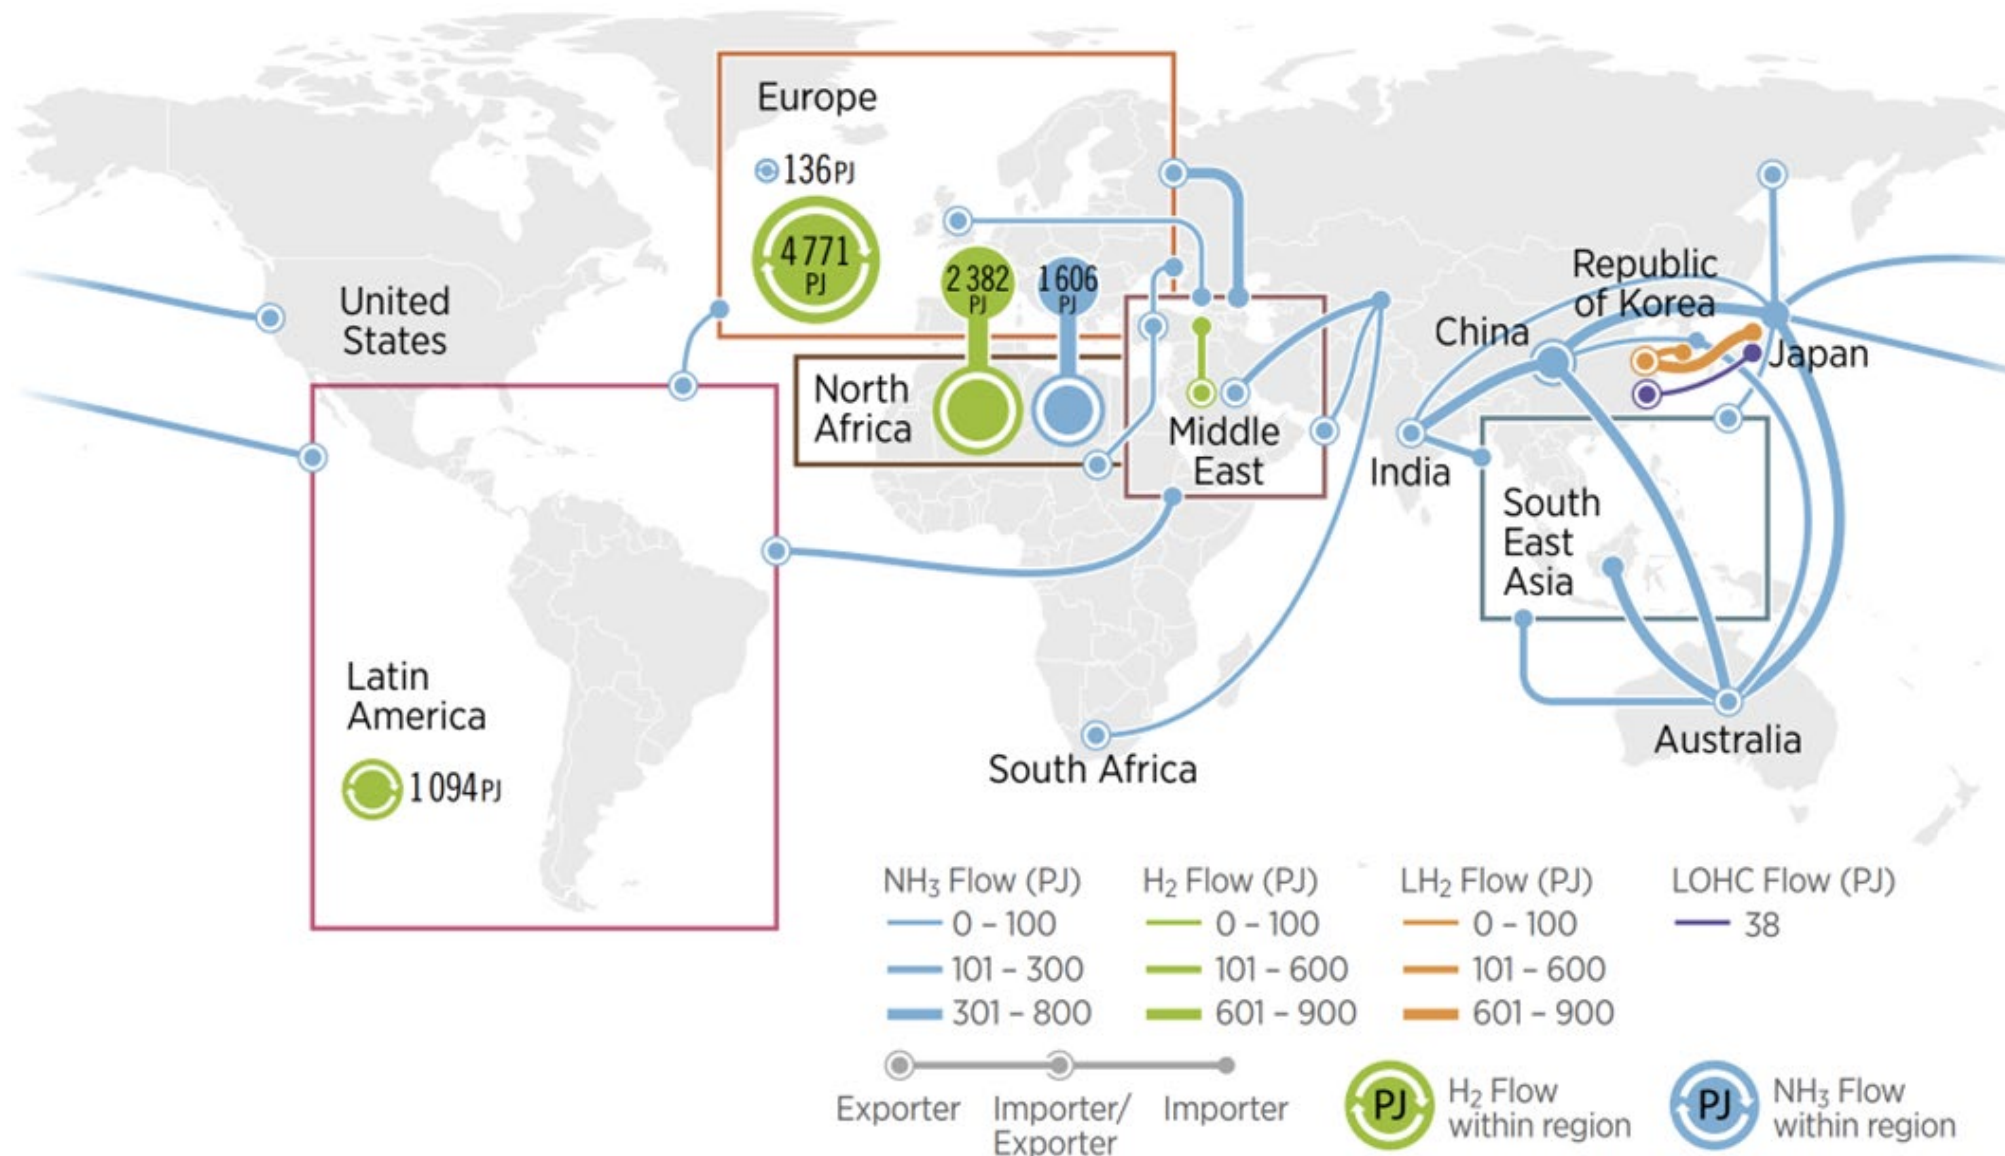 Europe
136 PJ
4 771
PJ
2 382
PJ
1 606
PJ
United
States
North
Africa
Middle
East
India
China
Republic
of Korea
Japan
South
East
Asia
Latin
America
1 094 PJ
South Africa
Australia
NH₃ Flow (PJ)
0 – 100
101 – 300
301 – 800
H₂ Flow (PJ)
0 – 100
101 – 600
601 – 900
LH₂ Flow (PJ)
0 – 100
101 – 600
601 – 900
LOHC Flow (PJ)
38
Exporter
Importer/
Exporter
Importer
PJ
H₂ Flow
within region
PJ
NH₃ Flow
within region